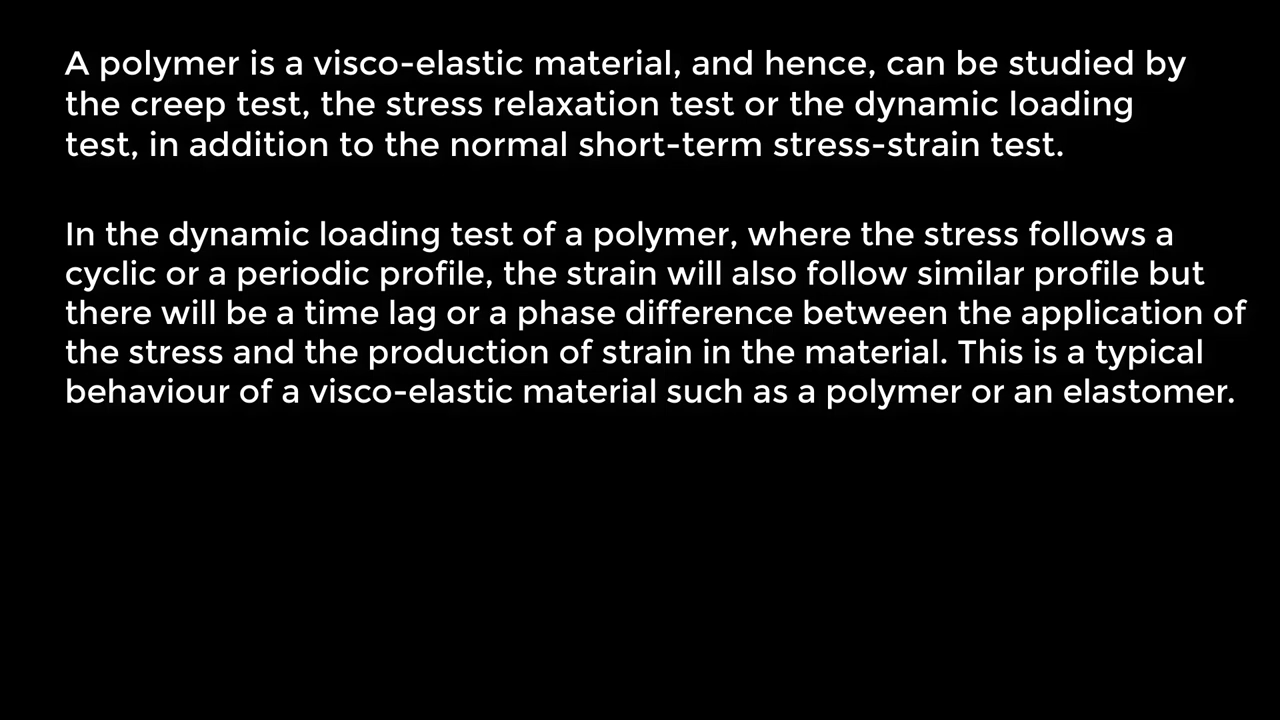 A polymer is a visco-elastic material, and hence, can be studied by
the creep test, the stress relaxation test or the dynamic loading
test, in addition to the normal short-term stress-strain test.
In the dynamic loading test of a polymer, where the stress follows a
cyclic or a periodic profile, the strain will also follow similar profile but
there will be a time lag or a phase difference between the application of
the stress and the production of strain in the material. This is a typical
behaviour of a visco-elastic material such as a polymer or an elastomer.